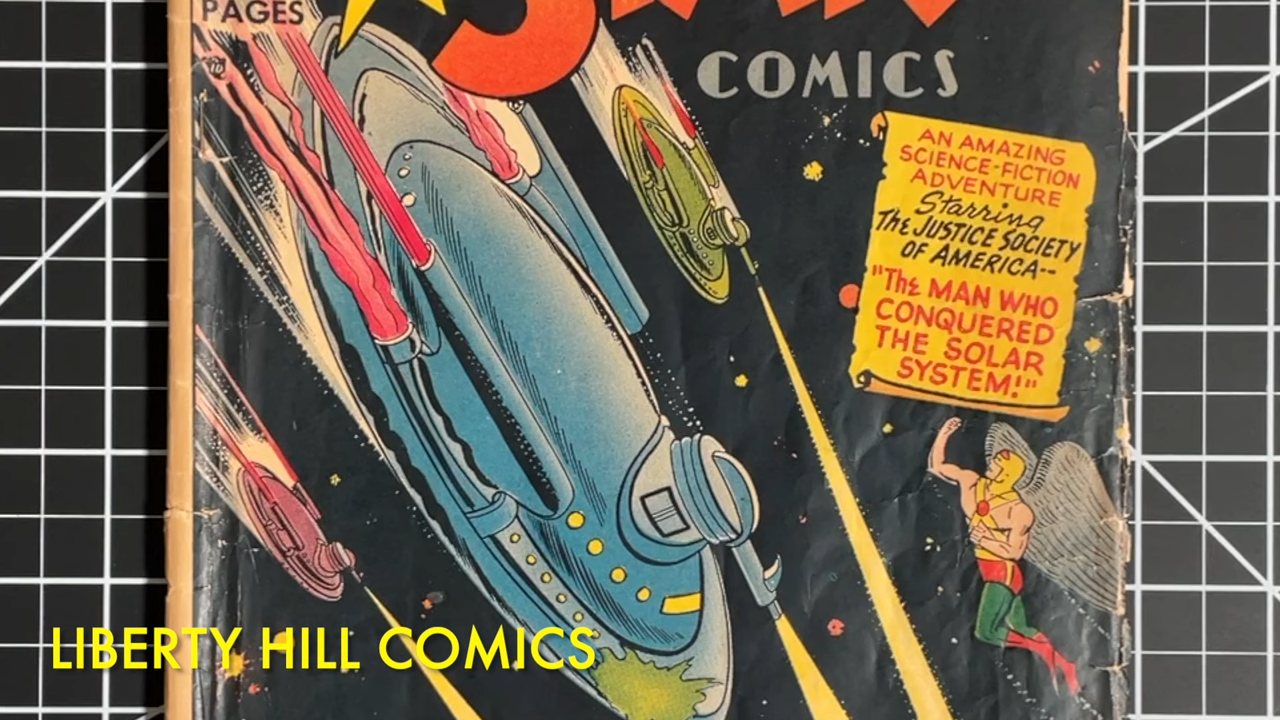 PAGES
COMICS
AN AMAZING
SCIENCE-FICTION
ADVENTURE
Starring
The JUSTICE SOCIETY
OF AMERICA--
"The MAN WHO
CONQUERED
THE SOLAR
SYSTEM!"
LIBERTY HILL COMICS